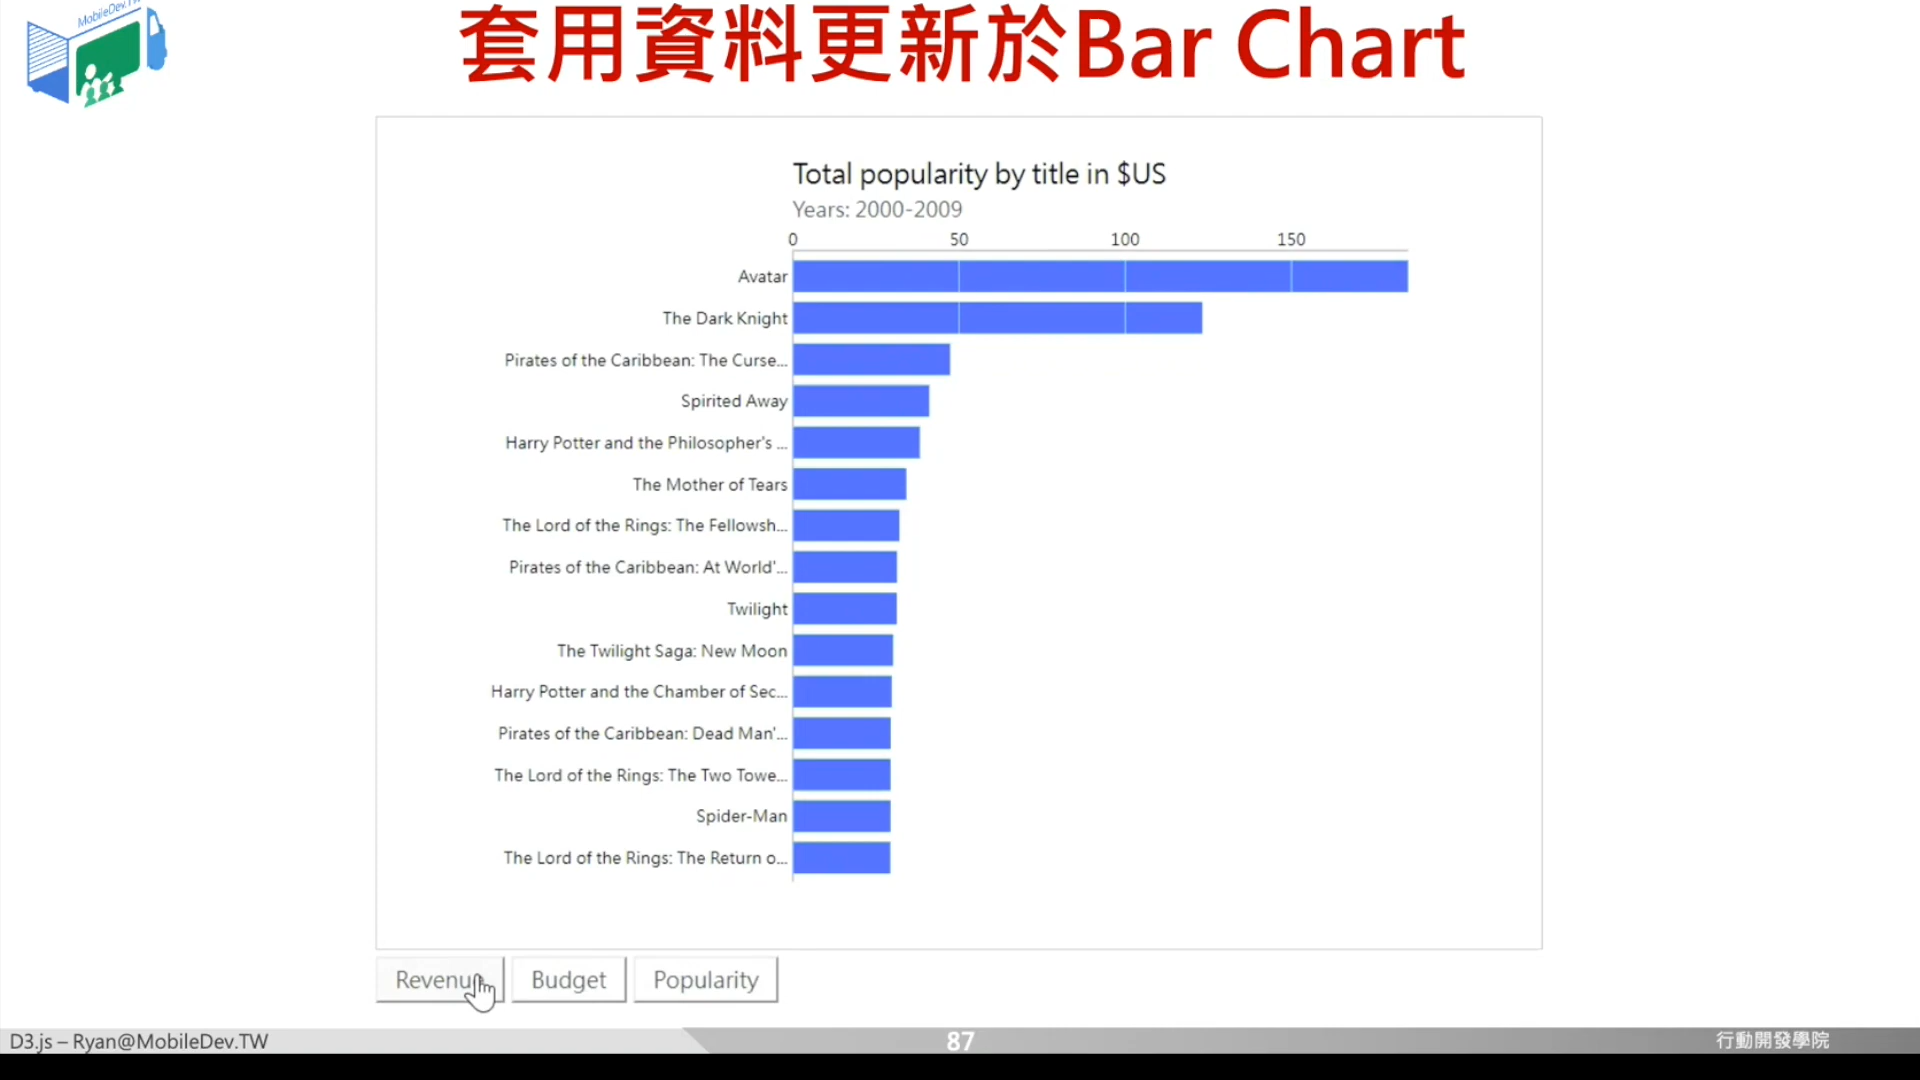 MobileDev.TW
套用資料更新於Bar Chart
Total popularity by title in $US
Years: 2000-2009
0 50 100 150
Avatar
The Dark Knight
Pirates of the Caribbean: The Curse...
Spirited Away
Harry Potter and the Philosopher's ...
The Mother of Tears
The Lord of the Rings: The Fellowsh...
Pirates of the Caribbean: At World'...
Twilight
The Twilight Saga: New Moon
Harry Potter and the Chamber of Sec...
Pirates of the Caribbean: Dead Man'...
The Lord of the Rings: The Two Towe...
Spider-Man
The Lord of the Rings: The Return o...
Revenue Budget Popularity
D3.js – Ryan@MobileDev.TW 87 行動開發學院